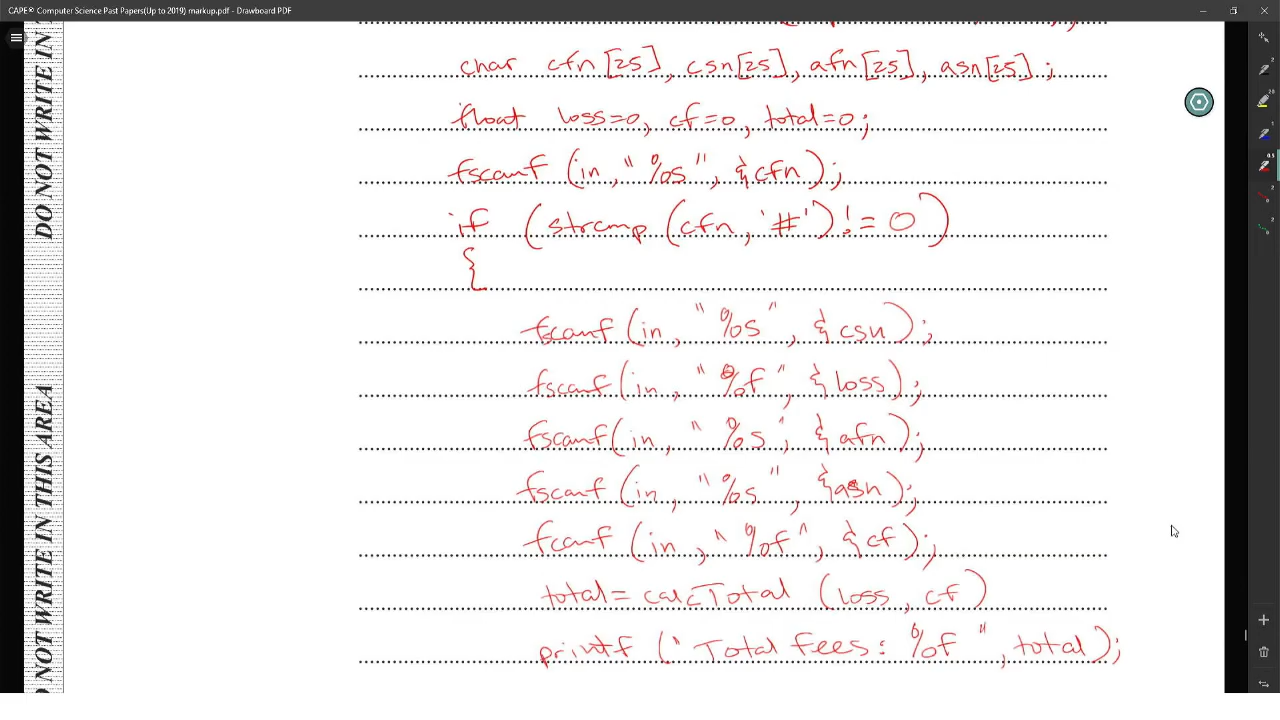 CAPE® Computer Science Past Papers(Up to 2019) markup.pdf - Drawboard PDF
DO NOT WRITE IN
char cfn[25], csn[25], afn[25], asn[25];
float loss=0, cf=0, total=0;
fscanf (in, "%s", &cfn);
if (strcmp (cfn, '#') != 0)
{
fscanf (in, "%s", &csn);
fscanf (in, "%f", &loss);
fscanf (in, "%s", &afn);
fscanf (in, "%s", &asn);
fcanf (in, "%f", &cf);
total= calcTotal (loss, cf)
printf ("Total fees: %f", total);
DO NOT WRITE IN THIS AREA